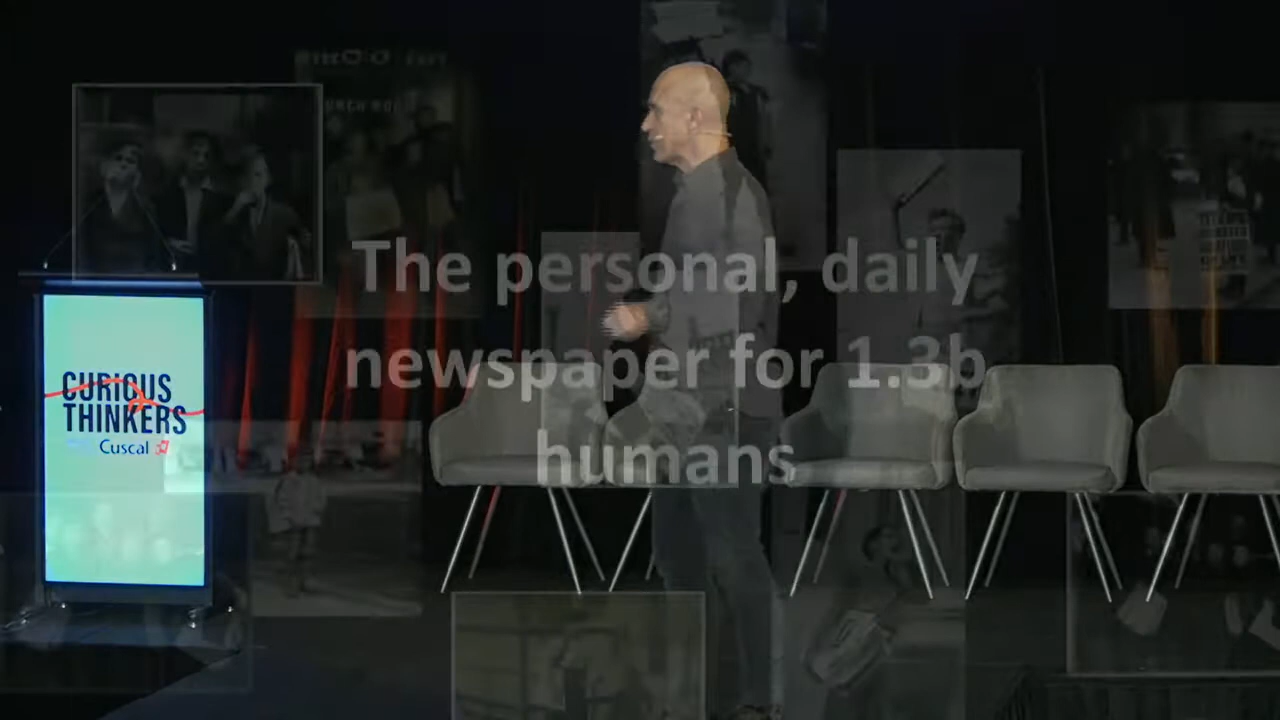 CURIOUS
THINKERS
Cuscal
The personal, daily
newspaper for 1.3b
humans